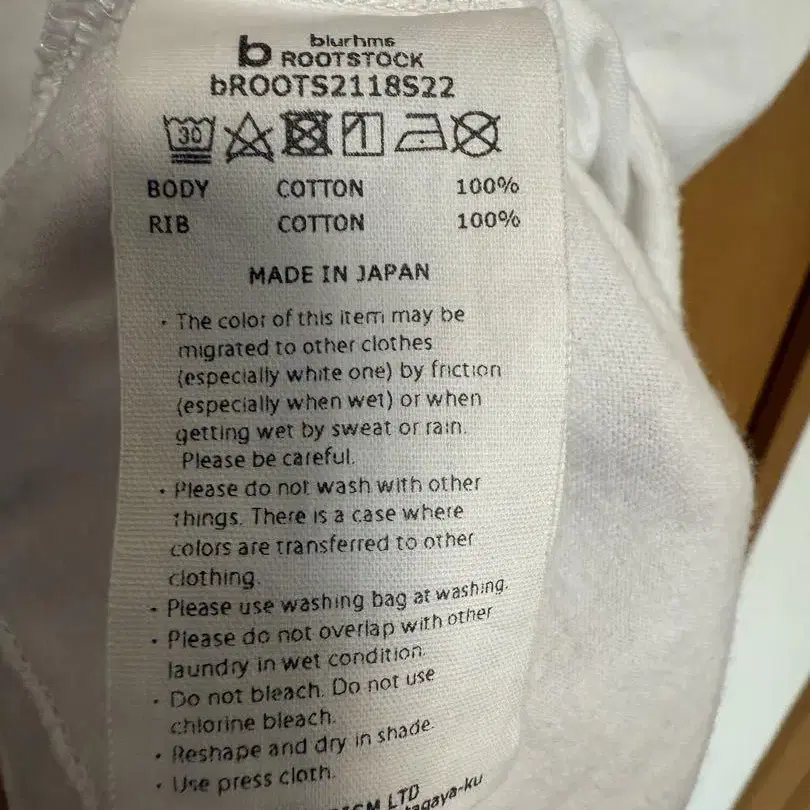 b blurhms
ROOTSTOCK
bROOTS2118S22
30
BODY COTTON 100%
RIB COTTON 100%
MADE IN JAPAN
· The color of this item may be
migrated to other clothes
(especially white one) by friction
(especially when wet) or when
getting wet by sweat or rain.
Please be careful.
· Please do not wash with other
things. There is a case where
colors are transferred to other
clothing.
· Please use washing bag at washing.
· Please do not overlap with other
laundry in wet condition.
· Do not bleach. Do not use
chlorine bleach.
· Reshape and dry in shade.
· Use press cloth.
LTD